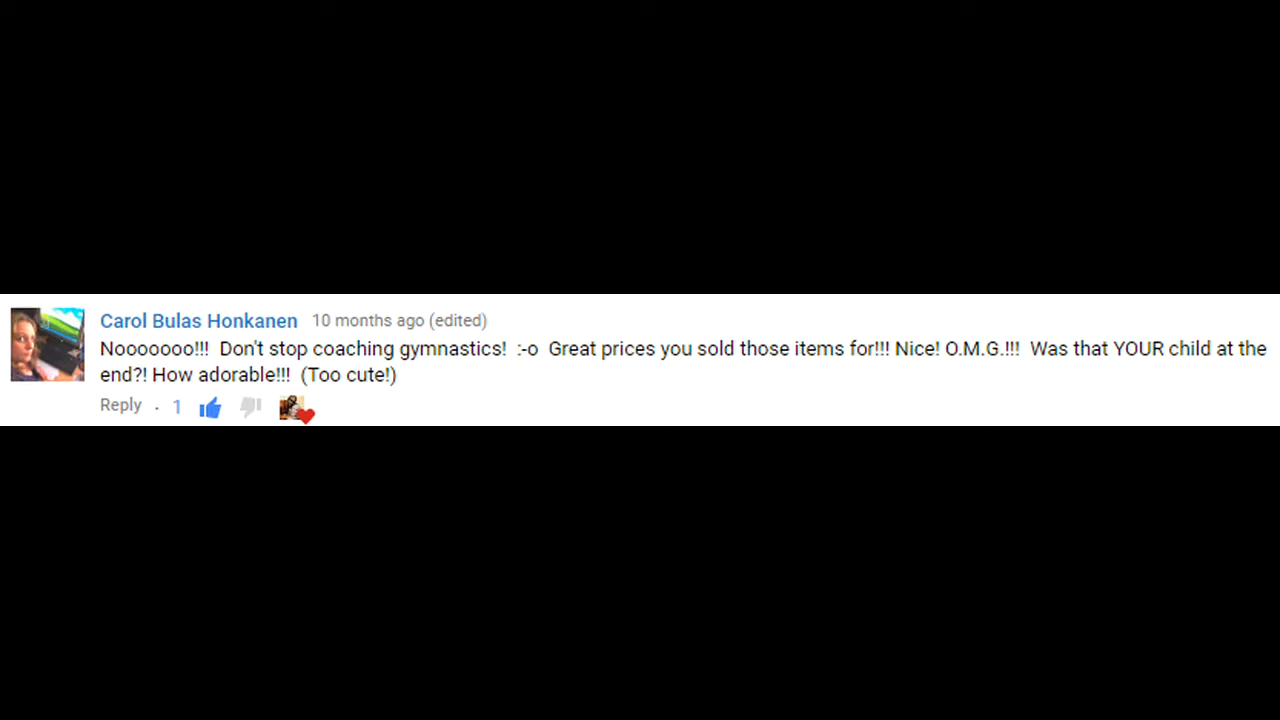 Carol Bulas Honkanen 10 months ago (edited)
Nooooooo!!!  Don't stop coaching gymnastics!  :-o  Great prices you sold those items for!!! Nice! O.M.G.!!!  Was that YOUR child at the
end?! How adorable!!!  (Too cute!)
Reply . 1